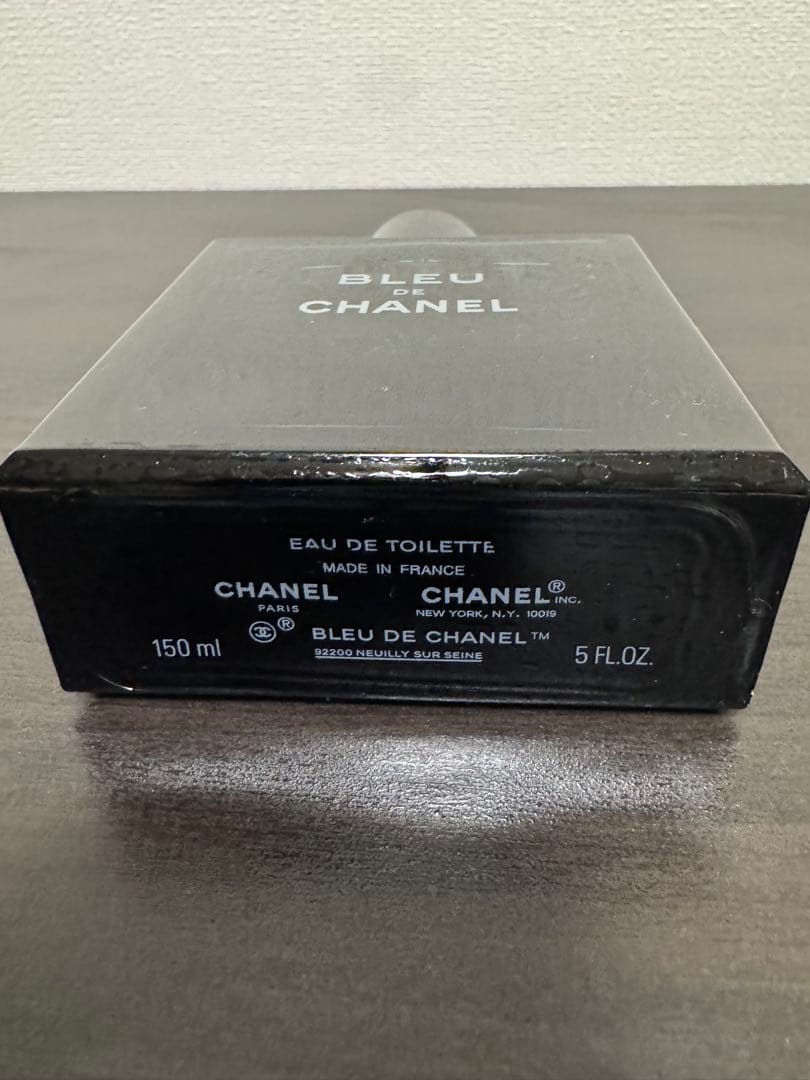 BLEU
DE
CHANEL
EAU DE TOILETTE
MADE IN FRANCE
CHANEL CHANEL® INC.
PARIS NEW YORK, N.Y. 10019
® BLEU DE CHANEL™
150 ml 92200 NEUILLY SUR SEINE 5 FL.OZ.